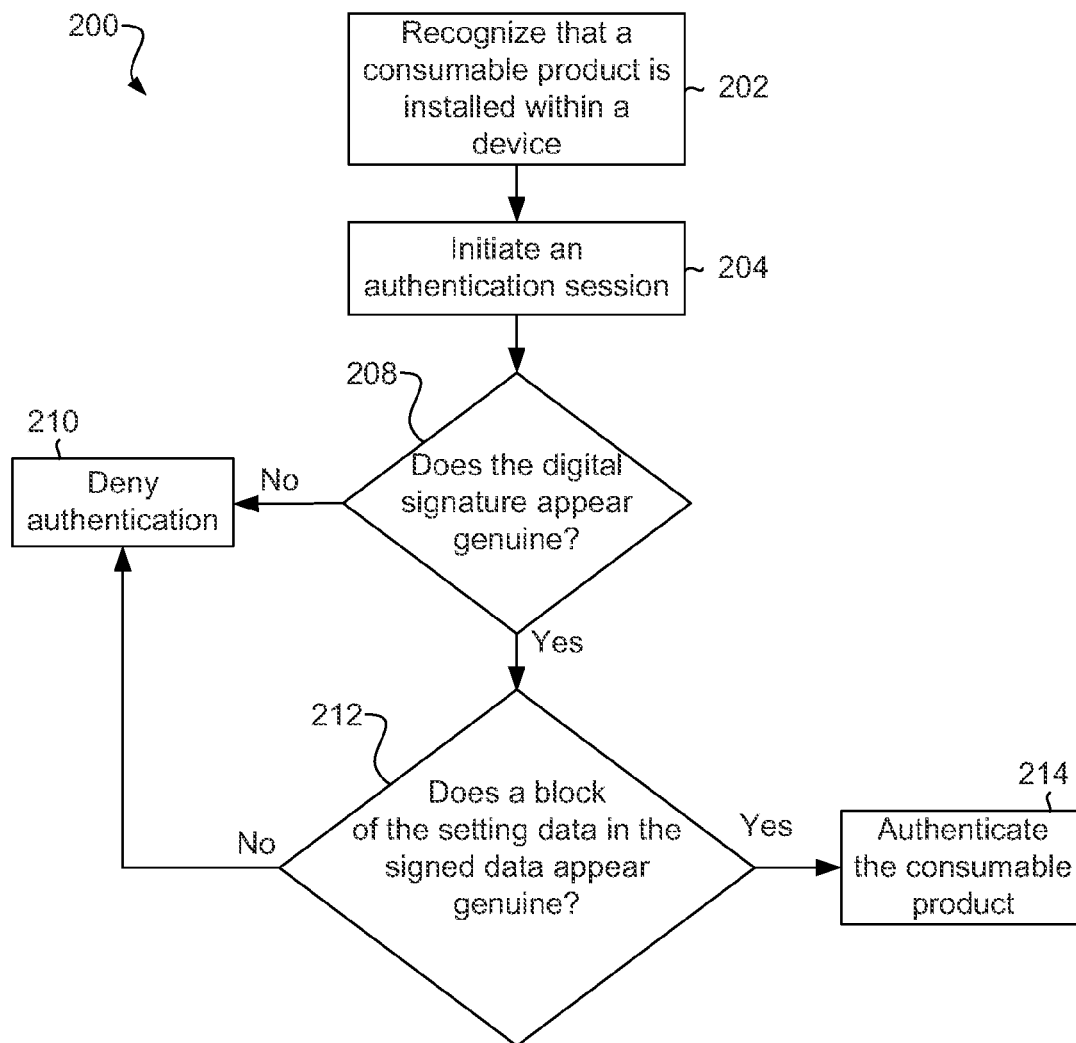 200
Recognize that a
consumable product is
installed within a
device
202
Initiate an
authentication session
204
208
Does the digital
signature appear
genuine?
No
210
Deny
authentication
Yes
212
Does a block
of the setting data in the
signed data appear
genuine?
No
Yes
214
Authenticate
the consumable
product